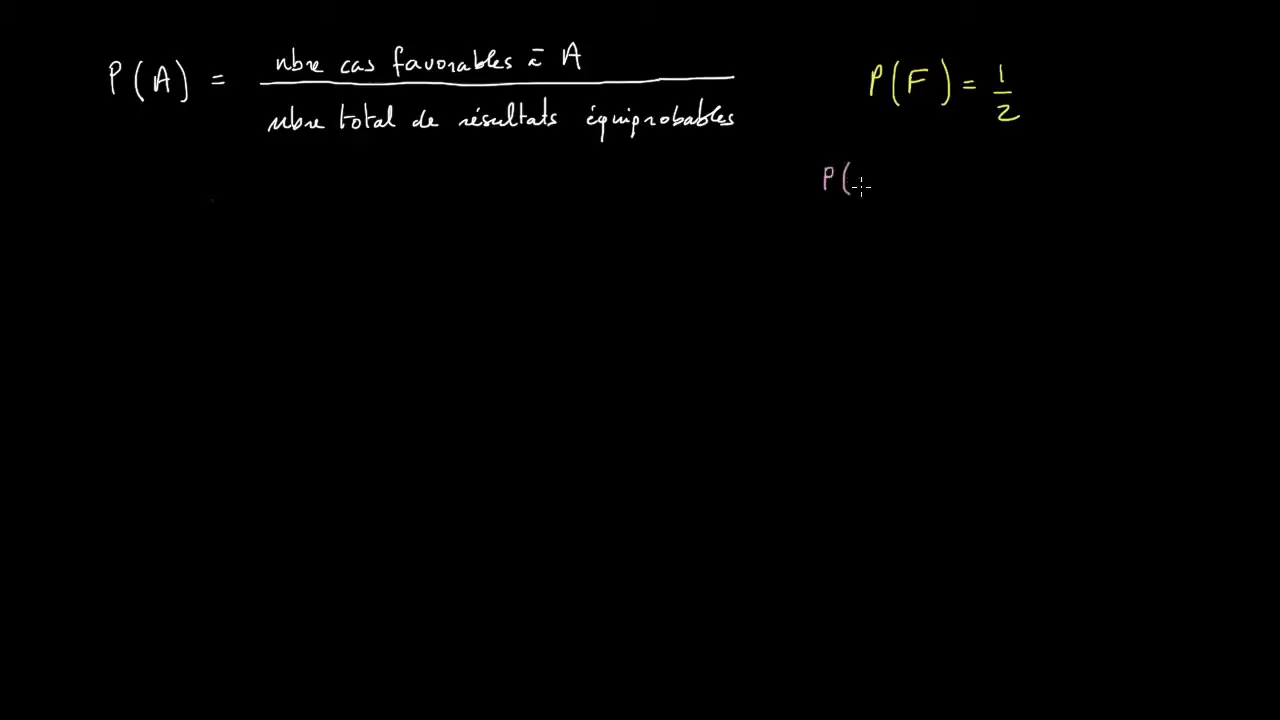 P(A) = nbre cas favorables à A
nbre total de résultats équiprobables
P(F) = 1/2
P(